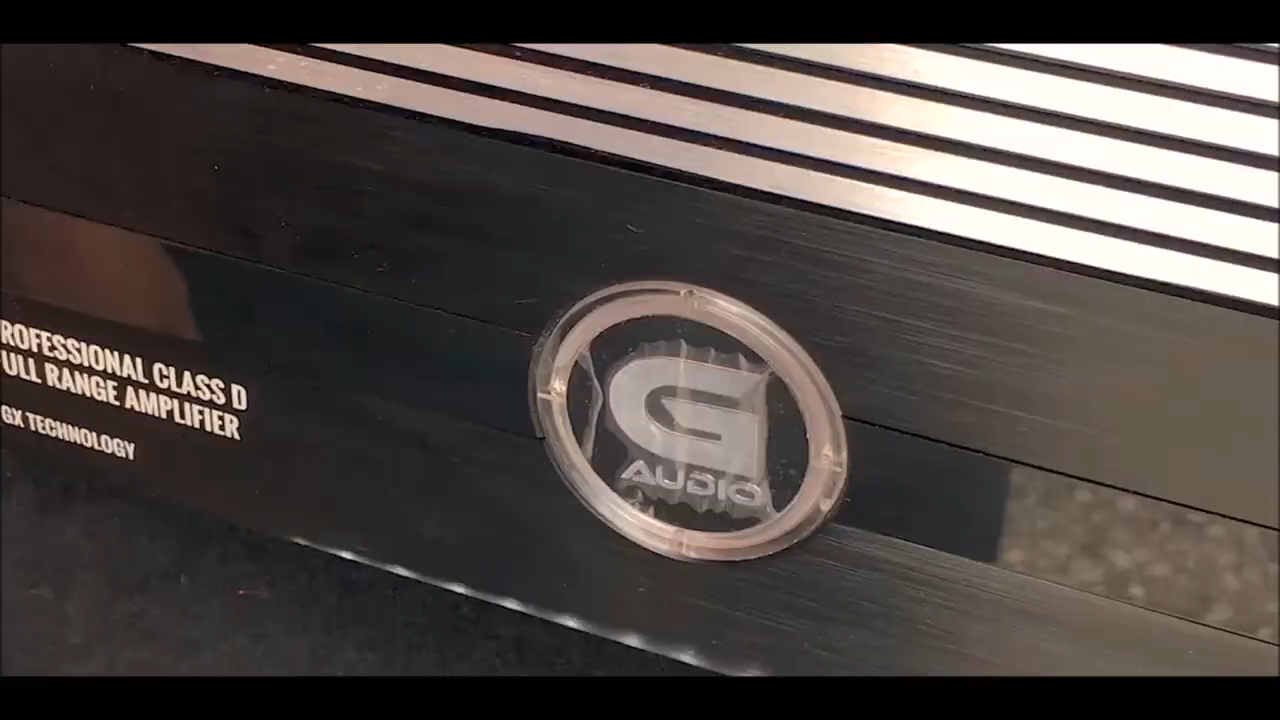 ROFESSIONAL CLASS D
ULL RANGE AMPLIFIER
GX TECHNOLOGY
G
AUDIO